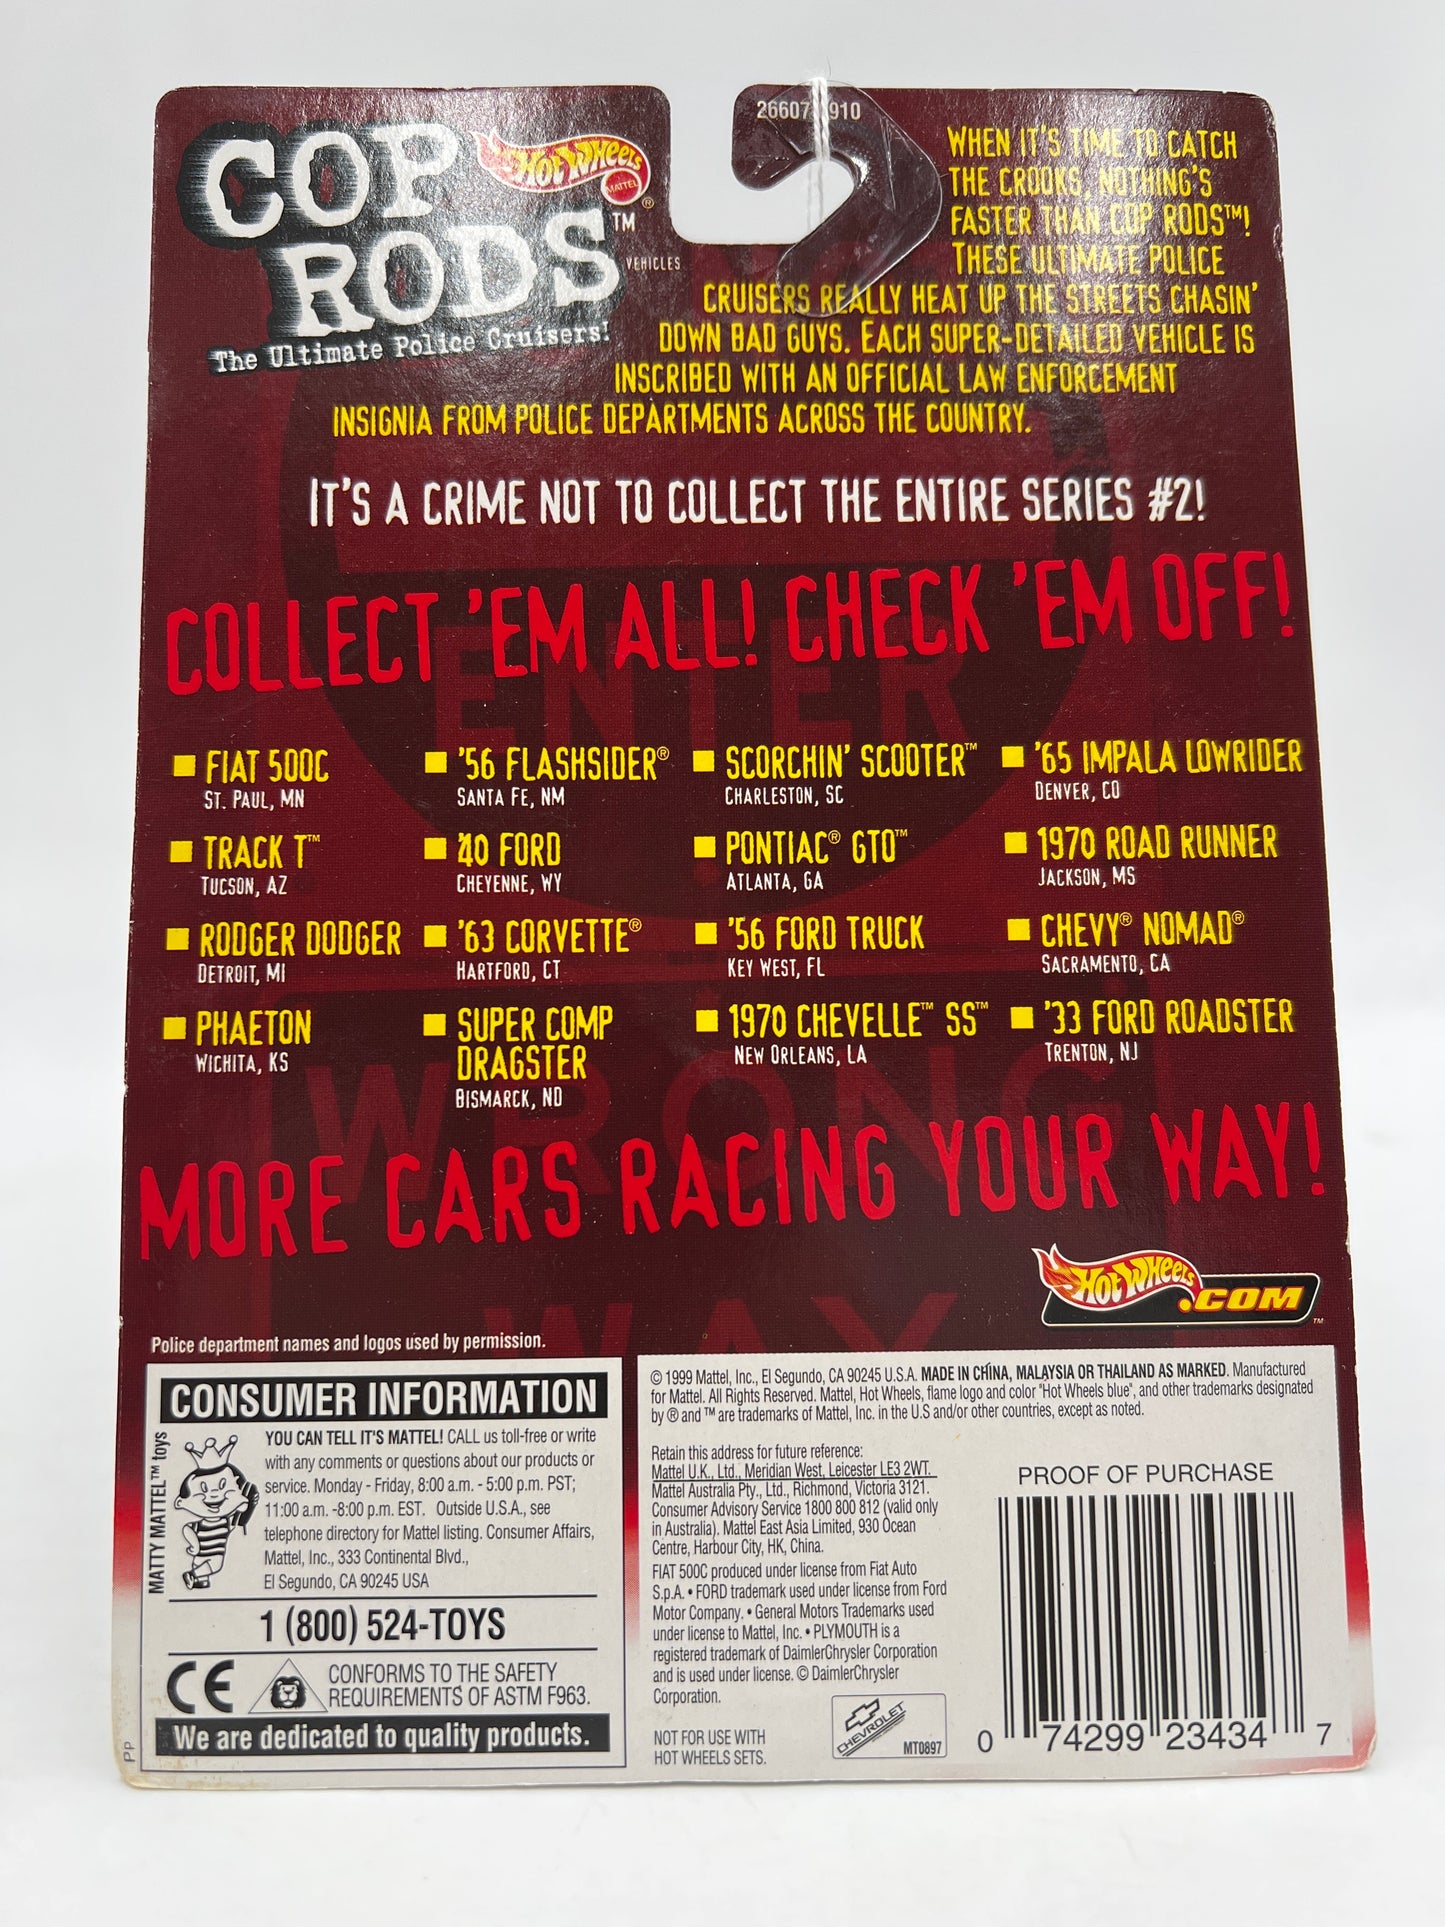 COP
RODS™
VEHICLES
The Ultimate Police Cruisers!
Hot Wheels
MATTEL
®
26607 910
WHEN IT'S TIME TO CATCH
THE CROOKS, NOTHING'S
FASTER THAN COP RODS™!
THESE ULTIMATE POLICE
CRUISERS REALLY HEAT UP THE STREETS CHASIN'
DOWN BAD GUYS. EACH SUPER-DETAILED VEHICLE IS
INSCRIBED WITH AN OFFICIAL LAW ENFORCEMENT
INSIGNIA FROM POLICE DEPARTMENTS ACROSS THE COUNTRY.
IT'S A CRIME NOT TO COLLECT THE ENTIRE SERIES #2!
COLLECT 'EM ALL! CHECK 'EM OFF!
ENTER
FIAT 500C
ST. PAUL, MN
TRACK T™
TUCSON, AZ
RODGER DODGER
DETROIT, MI
PHAETON
WICHITA, KS
'56 FLASHSIDER®
SANTA FE, NM
'40 FORD
CHEYENNE, WY
'63 CORVETTE®
HARTFORD, CT
SUPER COMP
DRAGSTER
BISMARCK, ND
SCORCHIN' SCOOTER™
CHARLESTON, SC
PONTIAC® GTO™
ATLANTA, GA
'56 FORD TRUCK
KEY WEST, FL
1970 CHEVELLE™ SS™
NEW ORLEANS, LA
'65 IMPALA LOWRIDER
DENVER, CO
1970 ROAD RUNNER
JACKSON, MS
CHEVY® NOMAD®
SACRAMENTO, CA
'33 FORD ROADSTER
TRENTON, NJ
WRONG
MORE CARS RACING YOUR WAY!
WAY
Hot Wheels
.COM™
Police department names and logos used by permission.
CONSUMER INFORMATION
MATTY MATTEL™ toys
YOU CAN TELL IT'S MATTEL! CALL us toll-free or write
with any comments or questions about our products or
service. Monday - Friday, 8:00 a.m. - 5:00 p.m. PST;
11:00 a.m. -8:00 p.m. EST. Outside U.S.A., see
telephone directory for Mattel listing. Consumer Affairs,
Mattel, Inc., 333 Continental Blvd.,
El Segundo, CA 90245 USA
1 (800) 524-TOYS
CE
CONFORMS TO THE SAFETY
REQUIREMENTS OF ASTM F963.
We are dedicated to quality products.
PP
© 1999 Mattel, Inc., El Segundo, CA 90245 U.S.A. MADE IN CHINA, MALAYSIA OR THAILAND AS MARKED. Manufactured
for Mattel. All Rights Reserved. Mattel, Hot Wheels, flame logo and color "Hot Wheels blue", and other trademarks designated
by ® and ™ are trademarks of Mattel, Inc. in the U.S and/or other countries, except as noted.
Retain this address for future reference:
Mattel U.K., Ltd., Meridian West, Leicester LE3 2WT.
Mattel Australia Pty., Ltd., Richmond, Victoria 3121.
Consumer Advisory Service 1800 800 812 (valid only
in Australia). Mattel East Asia Limited, 930 Ocean
Centre, Harbour City, HK, China.
FIAT 500C produced under license from Fiat Auto
S.p.A. • FORD trademark used under license from Ford
Motor Company. • General Motors Trademarks used
under license to Mattel, Inc. • PLYMOUTH is a
registered trademark of DaimlerChrysler Corporation
and is used under license. © DaimlerChrysler
Corporation.
NOT FOR USE WITH
HOT WHEELS SETS.
CHEVROLET
MT0897
PROOF OF PURCHASE
0 74299 23434 7